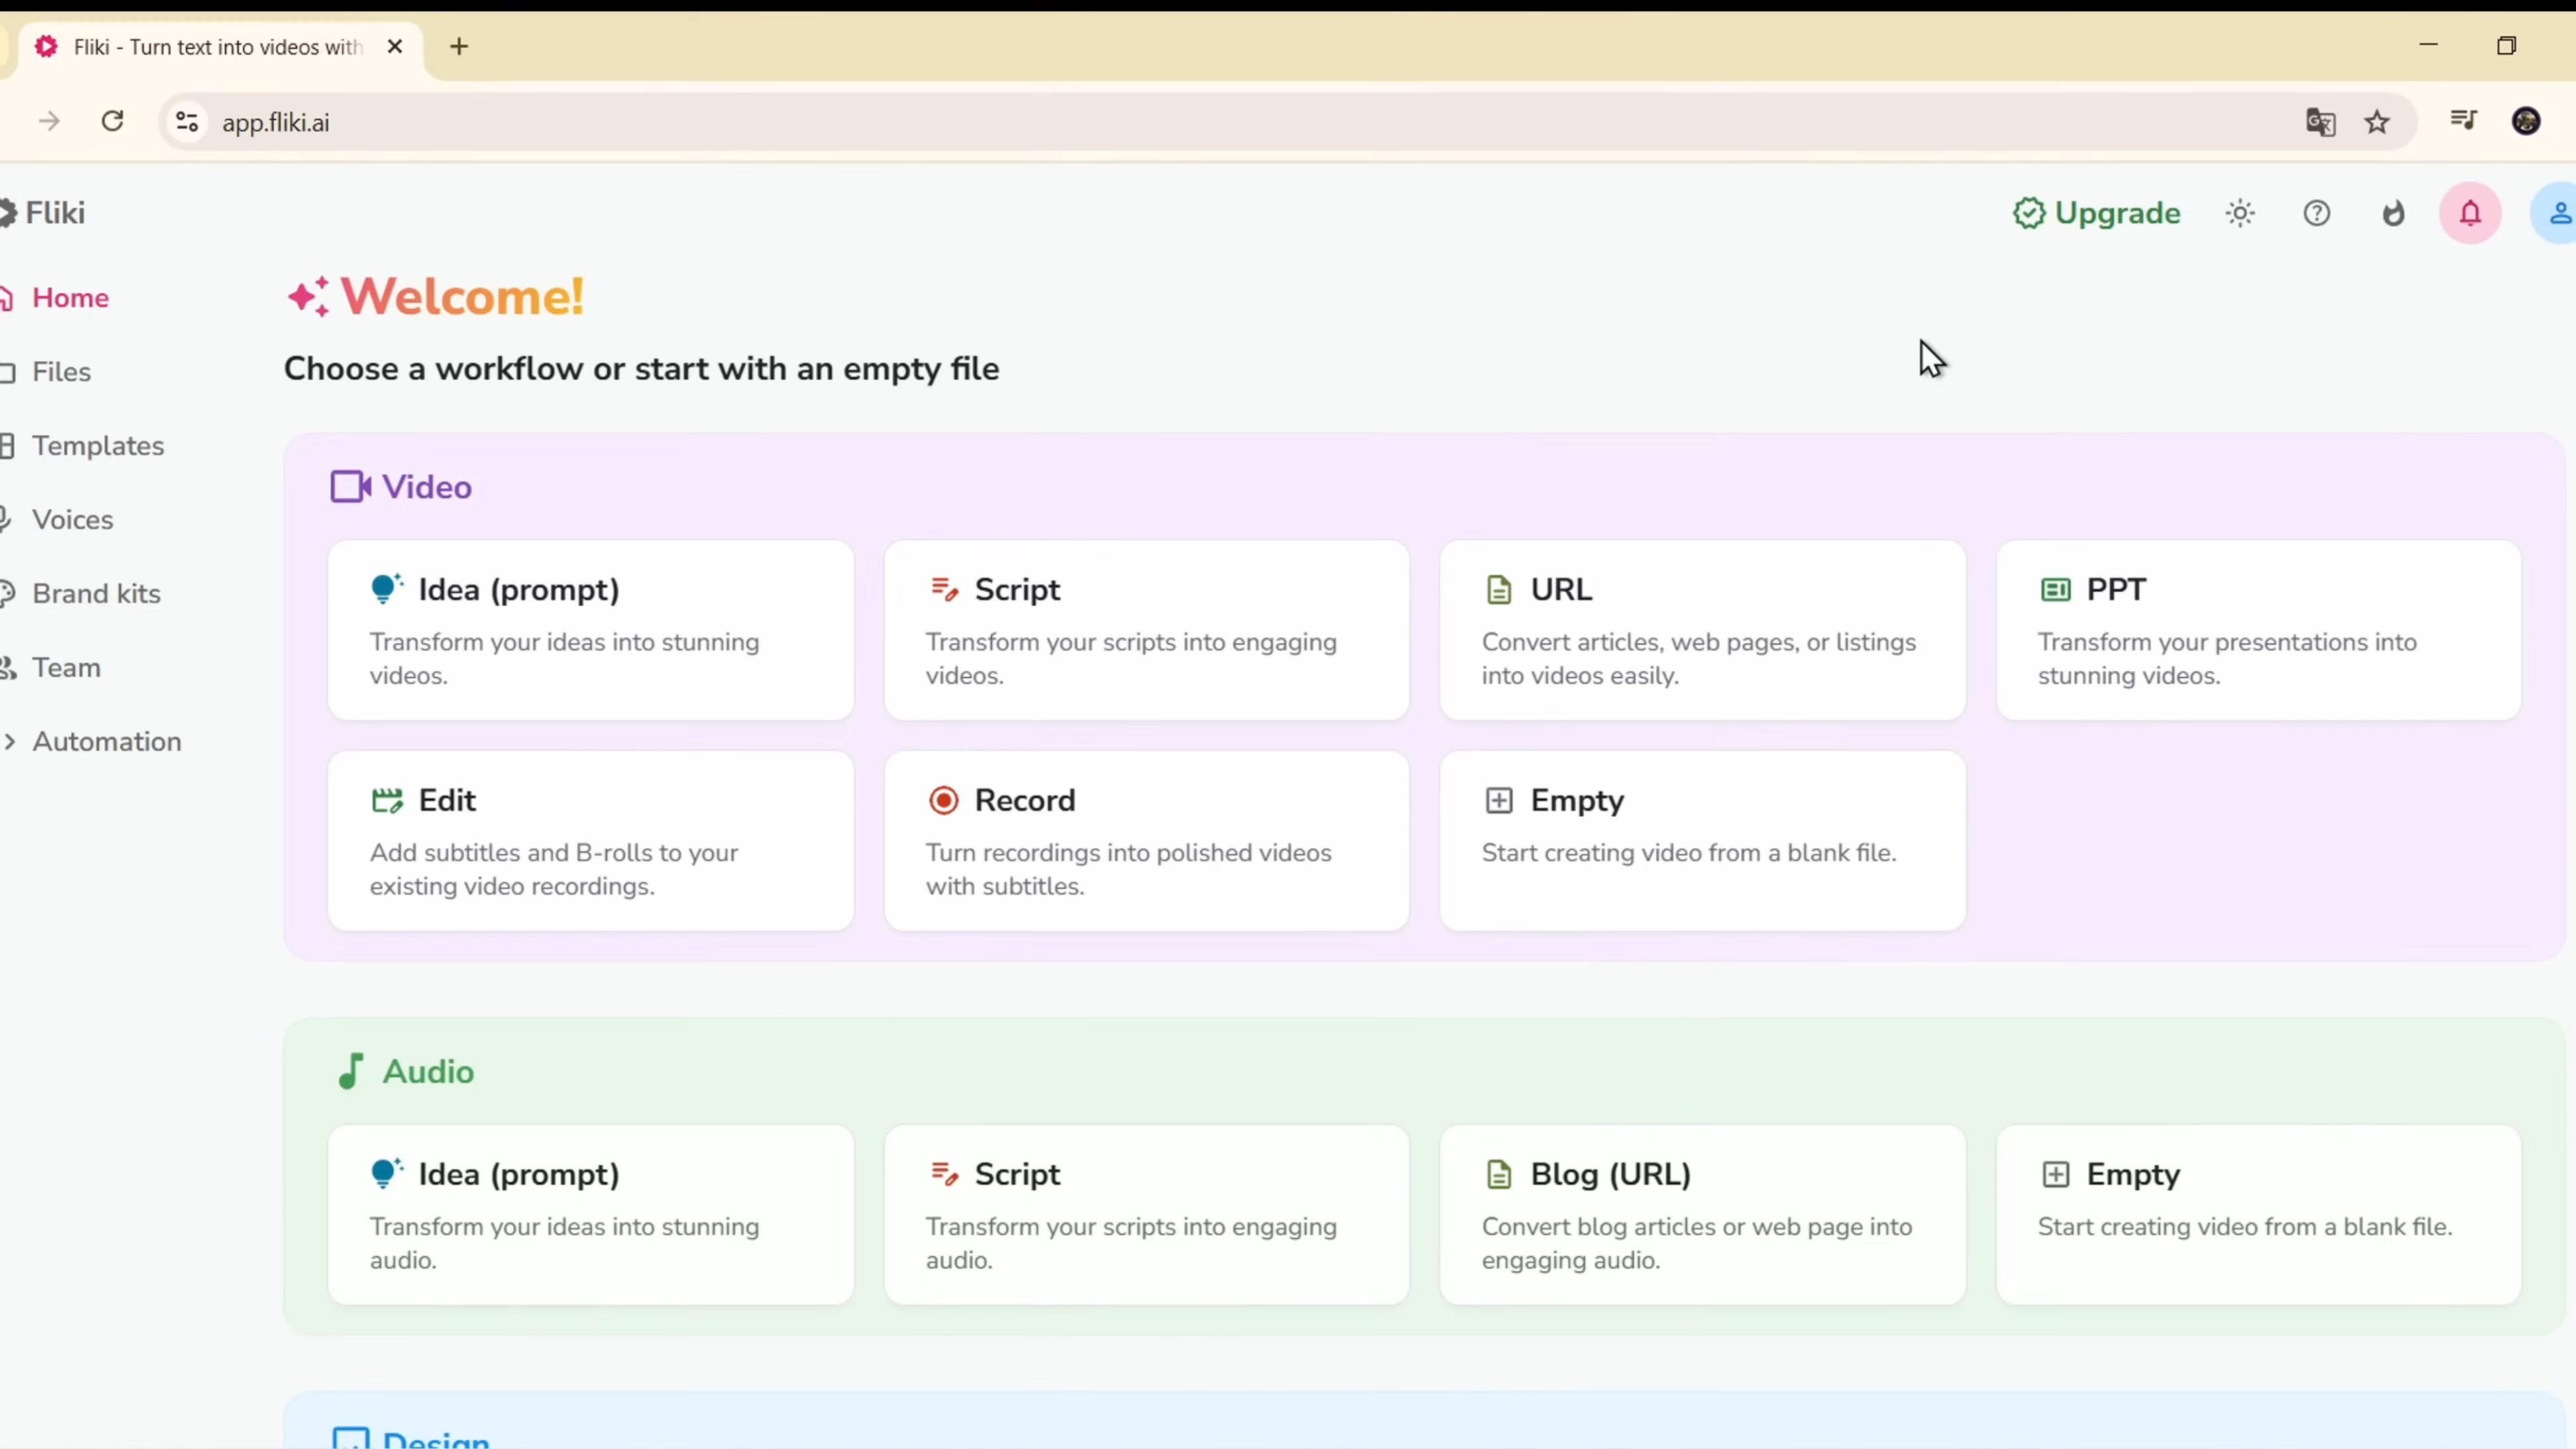 Fliki - Turn text into videos with
app.fliki.ai
Fliki
Upgrade
Home
Files
Templates
Voices
Brand kits
Team
Automation
Welcome!
Choose a workflow or start with an empty file
Video
Idea (prompt)
Transform your ideas into stunning
videos.
Script
Transform your scripts into engaging
videos.
URL
Convert articles, web pages, or listings
into videos easily.
PPT
Transform your presentations into
stunning videos.
Edit
Add subtitles and B-rolls to your
existing video recordings.
Record
Turn recordings into polished videos
with subtitles.
Empty
Start creating video from a blank file.
Audio
Idea (prompt)
Transform your ideas into stunning
audio.
Script
Transform your scripts into engaging
audio.
Blog (URL)
Convert blog articles or web page into
engaging audio.
Empty
Start creating video from a blank file.
Design